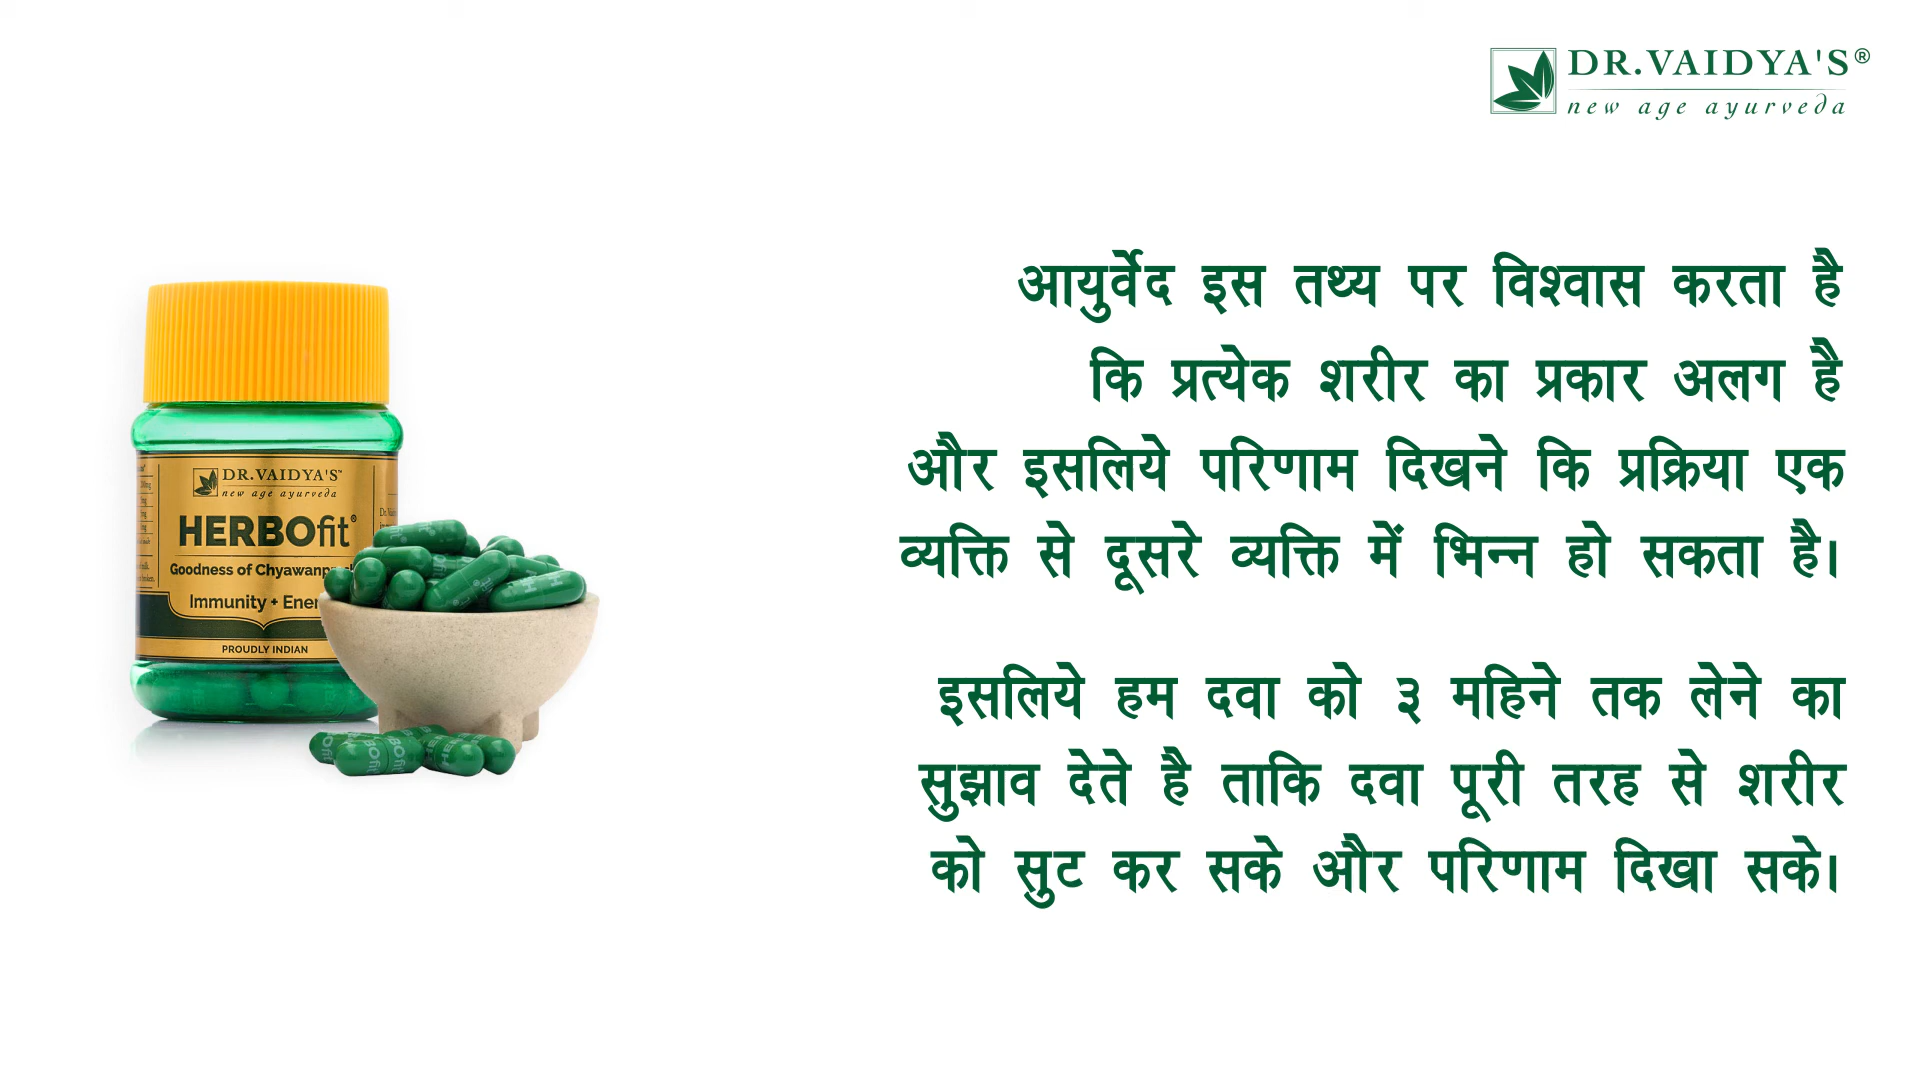 DR.VAIDYA'S®
new age ayurveda
आयुर्वेद इस तथ्य पर विश्वास करता है
कि प्रत्येक शरीर का प्रकार अलग है
और इसलिये परिणाम दिखने कि प्रक्रिया एक
व्यक्ति से दूसरे व्यक्ति में भिन्न हो सकता है।
इसलिये हम दवा को ३ महिने तक लेने का
सुझाव देते है ताकि दवा पूरी तरह से शरीर
को सुट कर सके और परिणाम दिखा सके।
DR.VAIDYA'S™
new age ayurveda
HERBOfit®
Goodness of
Immunity +
PROUDLY INDIAN